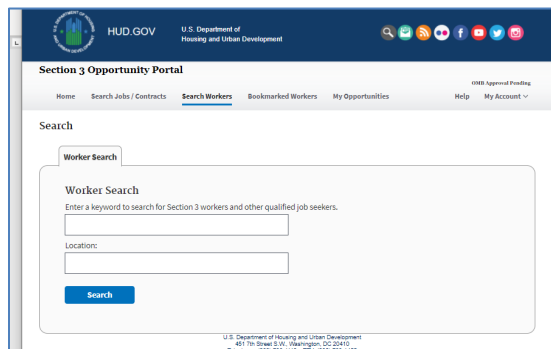 HUD.GOV
U.S. Department of
Housing and Urban Development
Section 3 Opportunity Portal
OMB Approval Pending
Home Search Jobs / Contracts Search Workers Bookmarked Workers My Opportunities Help My Account
Search
Worker Search
Worker Search
Enter a keyword to search for Section 3 workers and other qualified job seekers.
Location:
Search
U.S. Department of Housing and Urban Development
451 7th Street S.W., Washington, DC 20410